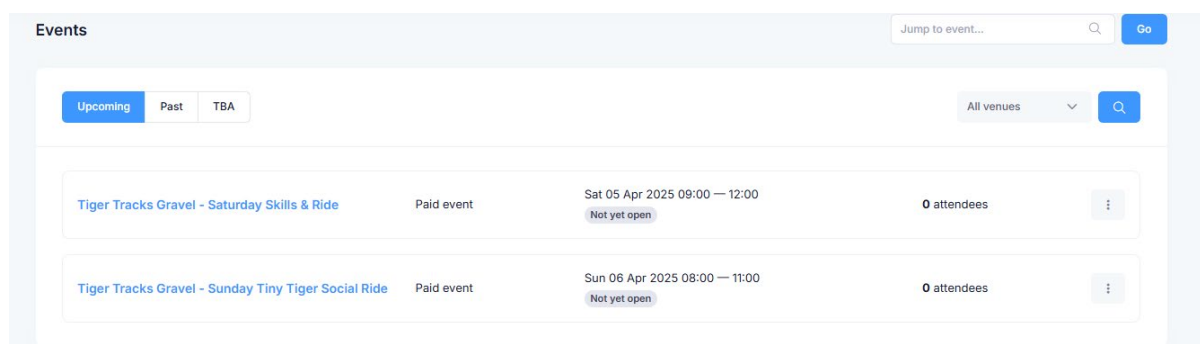 Events
Jump to event...
Go
Upcoming Past TBA
All venues
Tiger Tracks Gravel - Saturday Skills & Ride
Paid event
Sat 05 Apr 2025 09:00 — 12:00
Not yet open
0 attendees
Tiger Tracks Gravel - Sunday Tiny Tiger Social Ride
Paid event
Sun 06 Apr 2025 08:00 — 11:00
Not yet open
0 attendees